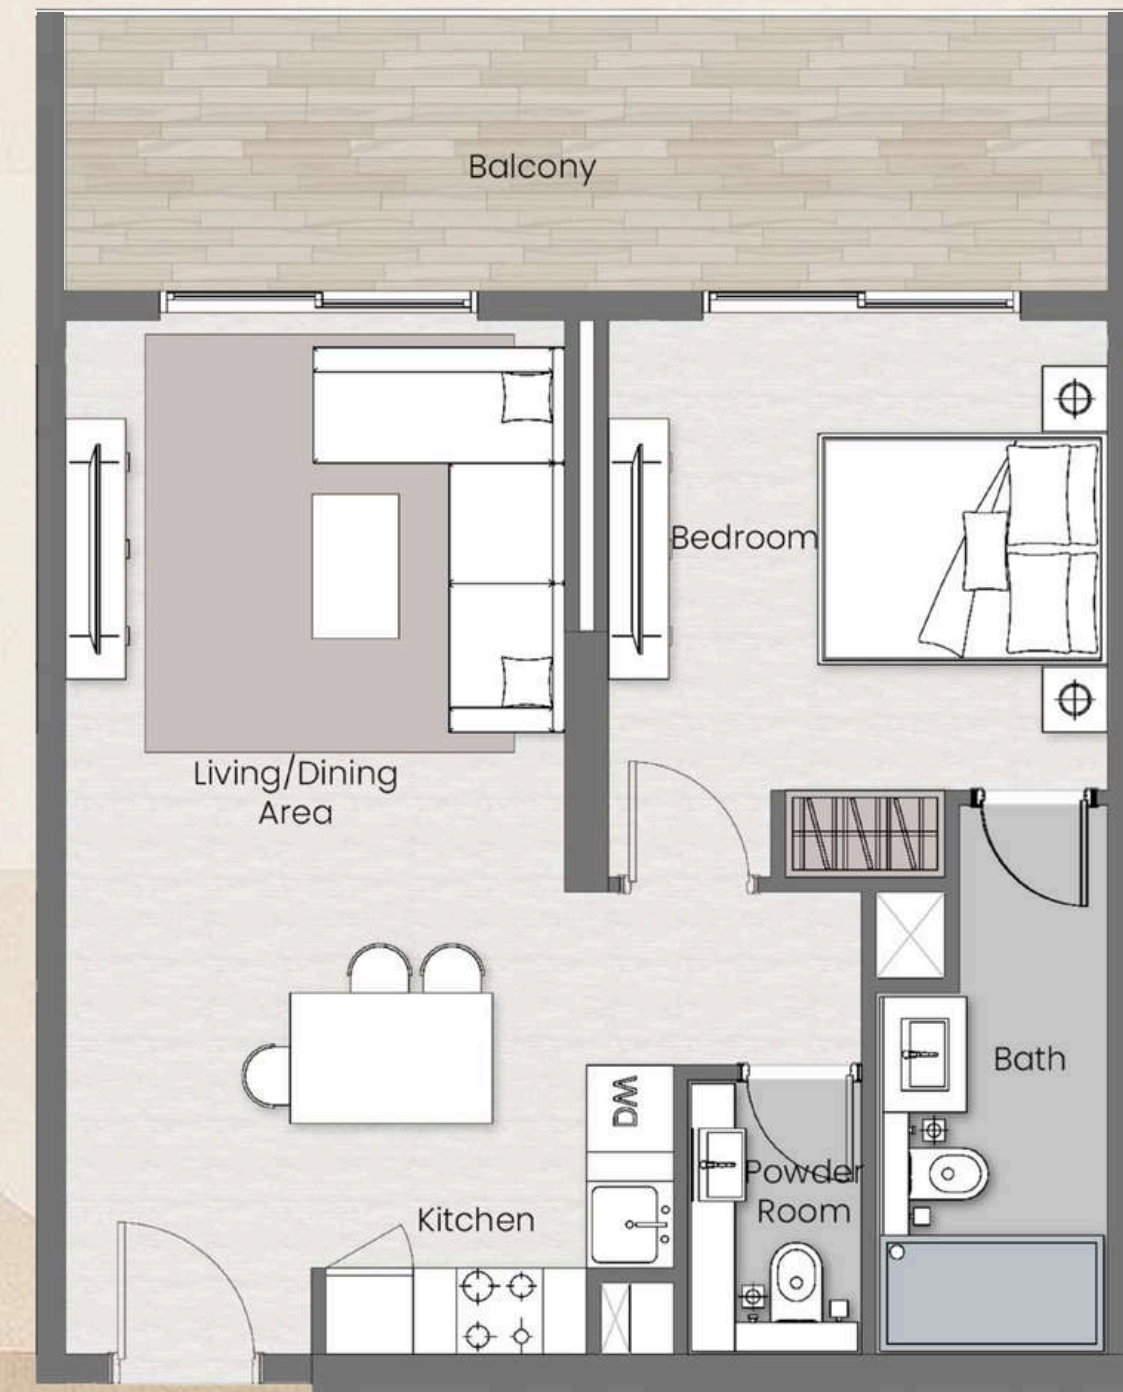 Balcony
Bedroom
Living/Dining
Area
Bath
DW
Powder
Room
Kitchen